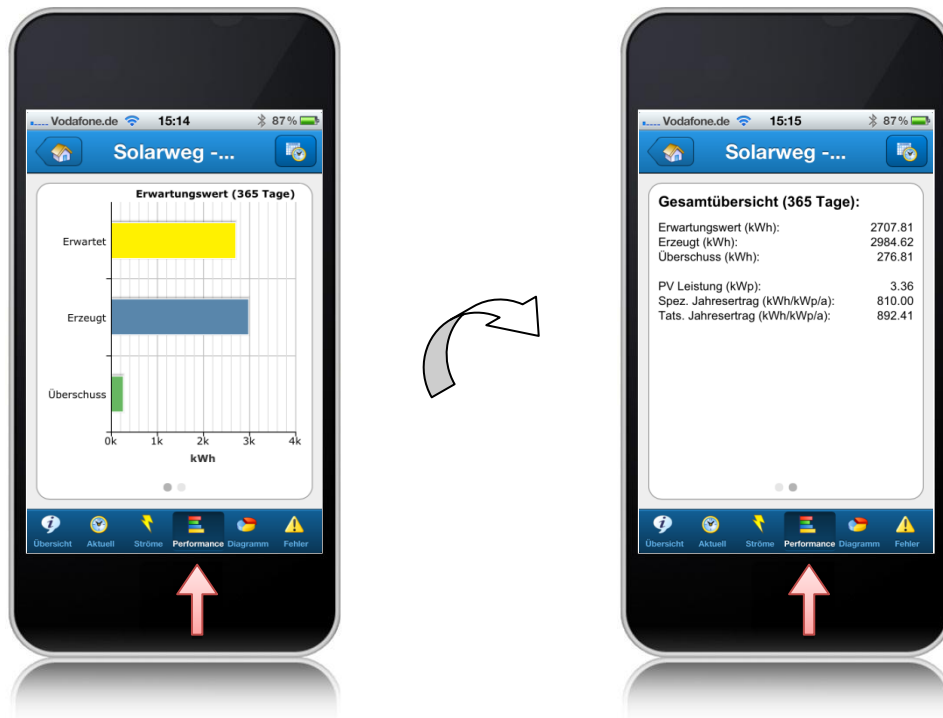 Vodafone.de 15:14 87%
Solarweg -...
Erwartungswert (365 Tage)
Erwartet
Erzeugt
Überschuss
0k 1k 2k 3k 4k
kWh
Übersicht Aktuell Ströme Performance Diagramm Fehler
Vodafone.de 15:15 87%
Solarweg -...
Gesamtübersicht (365 Tage):
Erwartungswert (kWh): 2707.81
Erzeugt (kWh): 2984.62
Überschuss (kWh): 276.81
PV Leistung (kWp): 3.36
Spez. Jahresertrag (kWh/kWp/a): 810.00
Tats. Jahresertrag (kWh/kWp/a): 892.41
Übersicht Aktuell Ströme Performance Diagramm Fehler